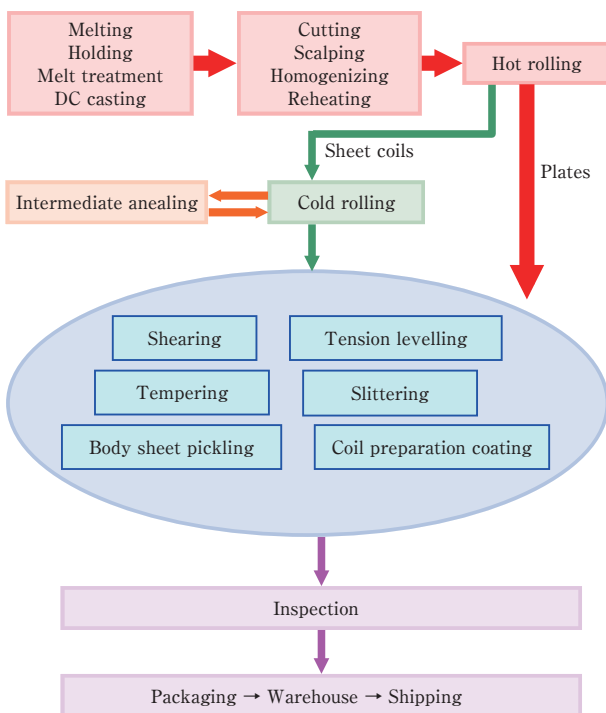 Melting
Holding
Melt treatment
DC casting
Cutting
Scalping
Homogenizing
Reheating
Hot rolling
Sheet coils
Plates
Intermediate anealing
Cold rolling
Shearing
Tension levelling
Tempering
Slittering
Body sheet pickling
Coil preparation coating
Inspection
Packaging → Warehouse → Shipping